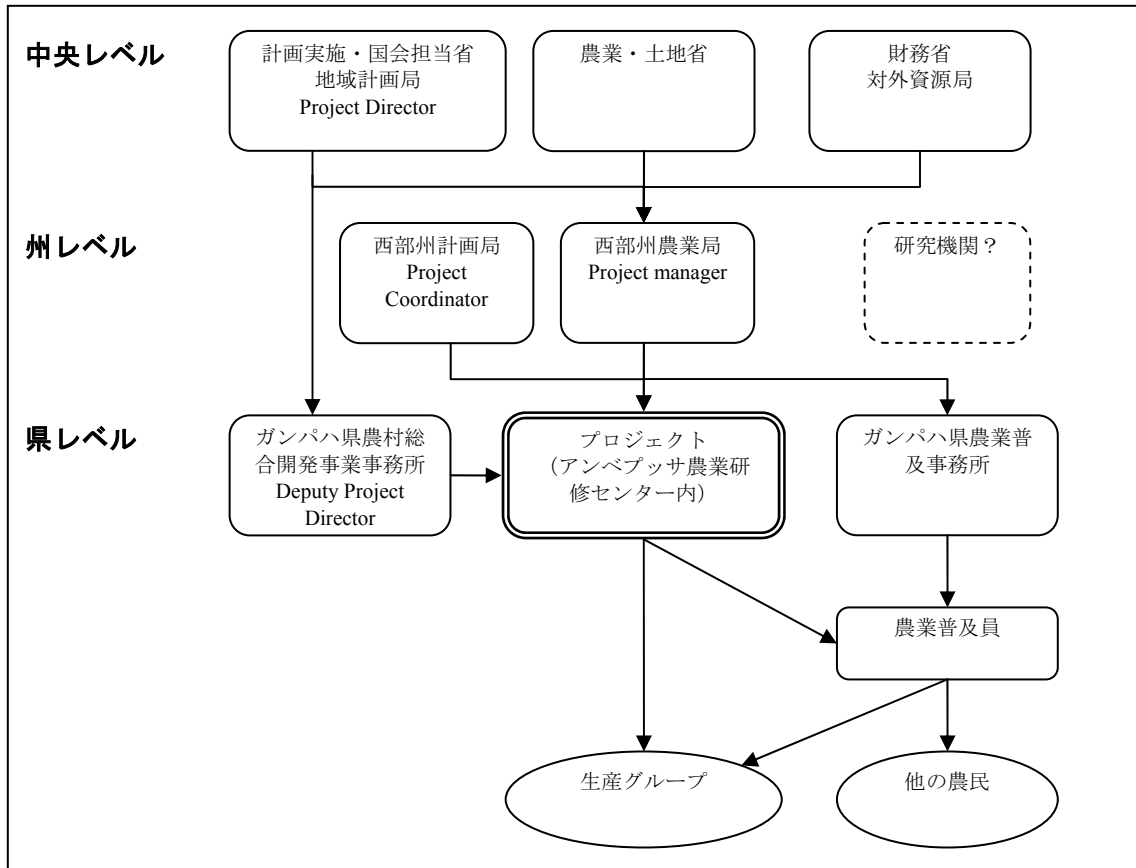 中央レベル
計画実施・国会担当省
地域計画局
Project Director
農業・土地省
財務省
対外資源局
州レベル
西部州計画局
Project
Coordinator
西部州農業局
Project manager
研究機関？
県レベル
ガンパハ県農村総
合開発事業事務所
Deputy Project
Director
プロジェクト
（アンベプッサ農業研
修センター内）
ガンパハ県農業普
及事務所
農業普及員
生産グループ
他の農民